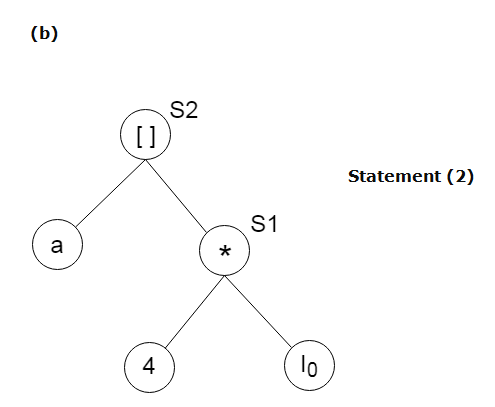 (b)
S2
[ ]
Statement (2)
a
S1
*
4
I₀